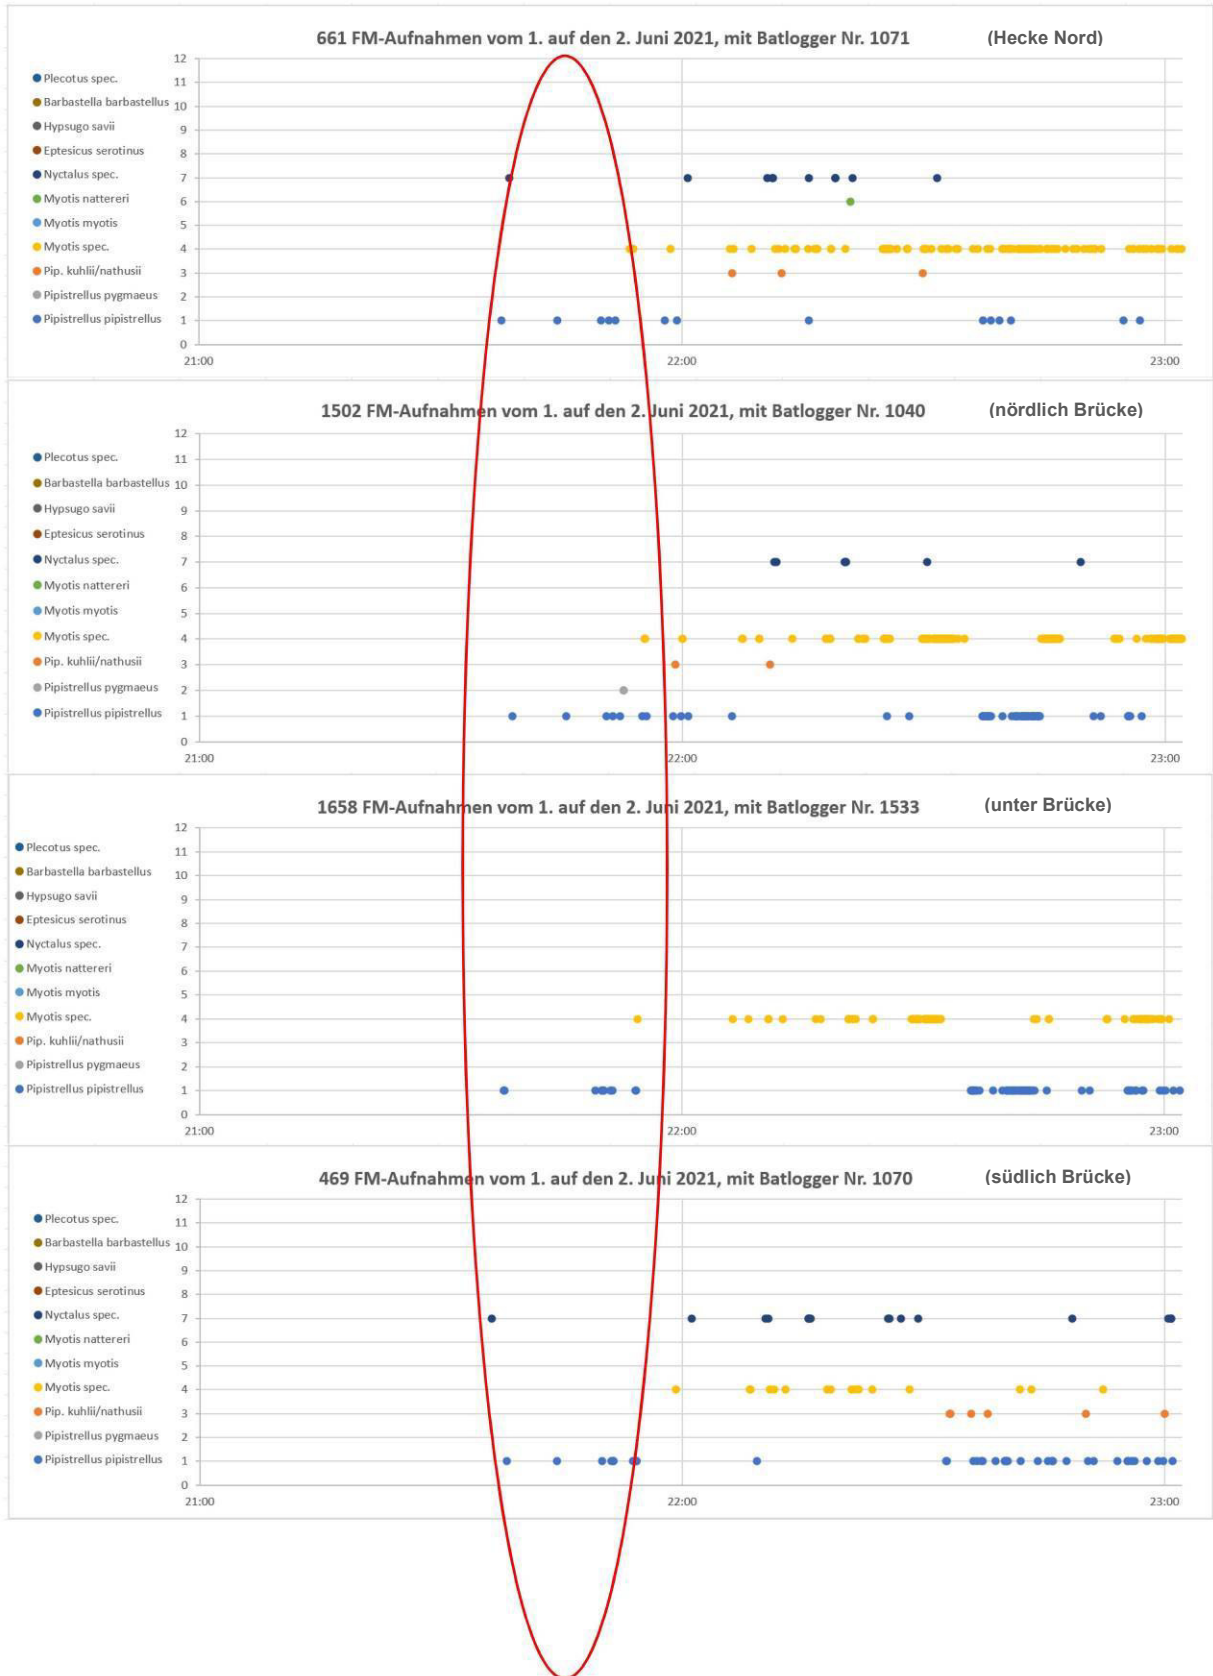 661 FM-Aufnahmen vom 1. auf den 2. Juni 2021, mit Batlogger Nr. 1071 (Hecke Nord)
Plecotus spec.
Barbastella barbastellus
Hypsugo savii
Eptesicus serotinus
Nyctalus spec.
Myotis nattereri
Myotis myotis
Myotis spec.
Pip. kuhlii/nathusii
Pipistrellus pygmaeus
Pipistrellus pipistrellus
12
11
10
9
8
7
6
5
4
3
2
1
0
21:00 22:00 23:00
1502 FM-Aufnahmen vom 1. auf den 2. Juni 2021, mit Batlogger Nr. 1040 (nördlich Brücke)
Plecotus spec.
Barbastella barbastellus
Hypsugo savii
Eptesicus serotinus
Nyctalus spec.
Myotis nattereri
Myotis myotis
Myotis spec.
Pip. kuhlii/nathusii
Pipistrellus pygmaeus
Pipistrellus pipistrellus
12
11
10
9
8
7
6
5
4
3
2
1
0
21:00 22:00 23:00
1658 FM-Aufnahmen vom 1. auf den 2. Juni 2021, mit Batlogger Nr. 1533 (unter Brücke)
Plecotus spec.
Barbastella barbastellus
Hypsugo savii
Eptesicus serotinus
Nyctalus spec.
Myotis nattereri
Myotis myotis
Myotis spec.
Pip. kuhlii/nathusii
Pipistrellus pygmaeus
Pipistrellus pipistrellus
12
11
10
9
8
7
6
5
4
3
2
1
0
21:00 22:00 23:00
469 FM-Aufnahmen vom 1. auf den 2. Juni 2021, mit Batlogger Nr. 1070 (südlich Brücke)
Plecotus spec.
Barbastella barbastellus
Hypsugo savii
Eptesicus serotinus
Nyctalus spec.
Myotis nattereri
Myotis myotis
Myotis spec.
Pip. kuhlii/nathusii
Pipistrellus pygmaeus
Pipistrellus pipistrellus
12
11
10
9
8
7
6
5
4
3
2
1
0
21:00 22:00 23:00